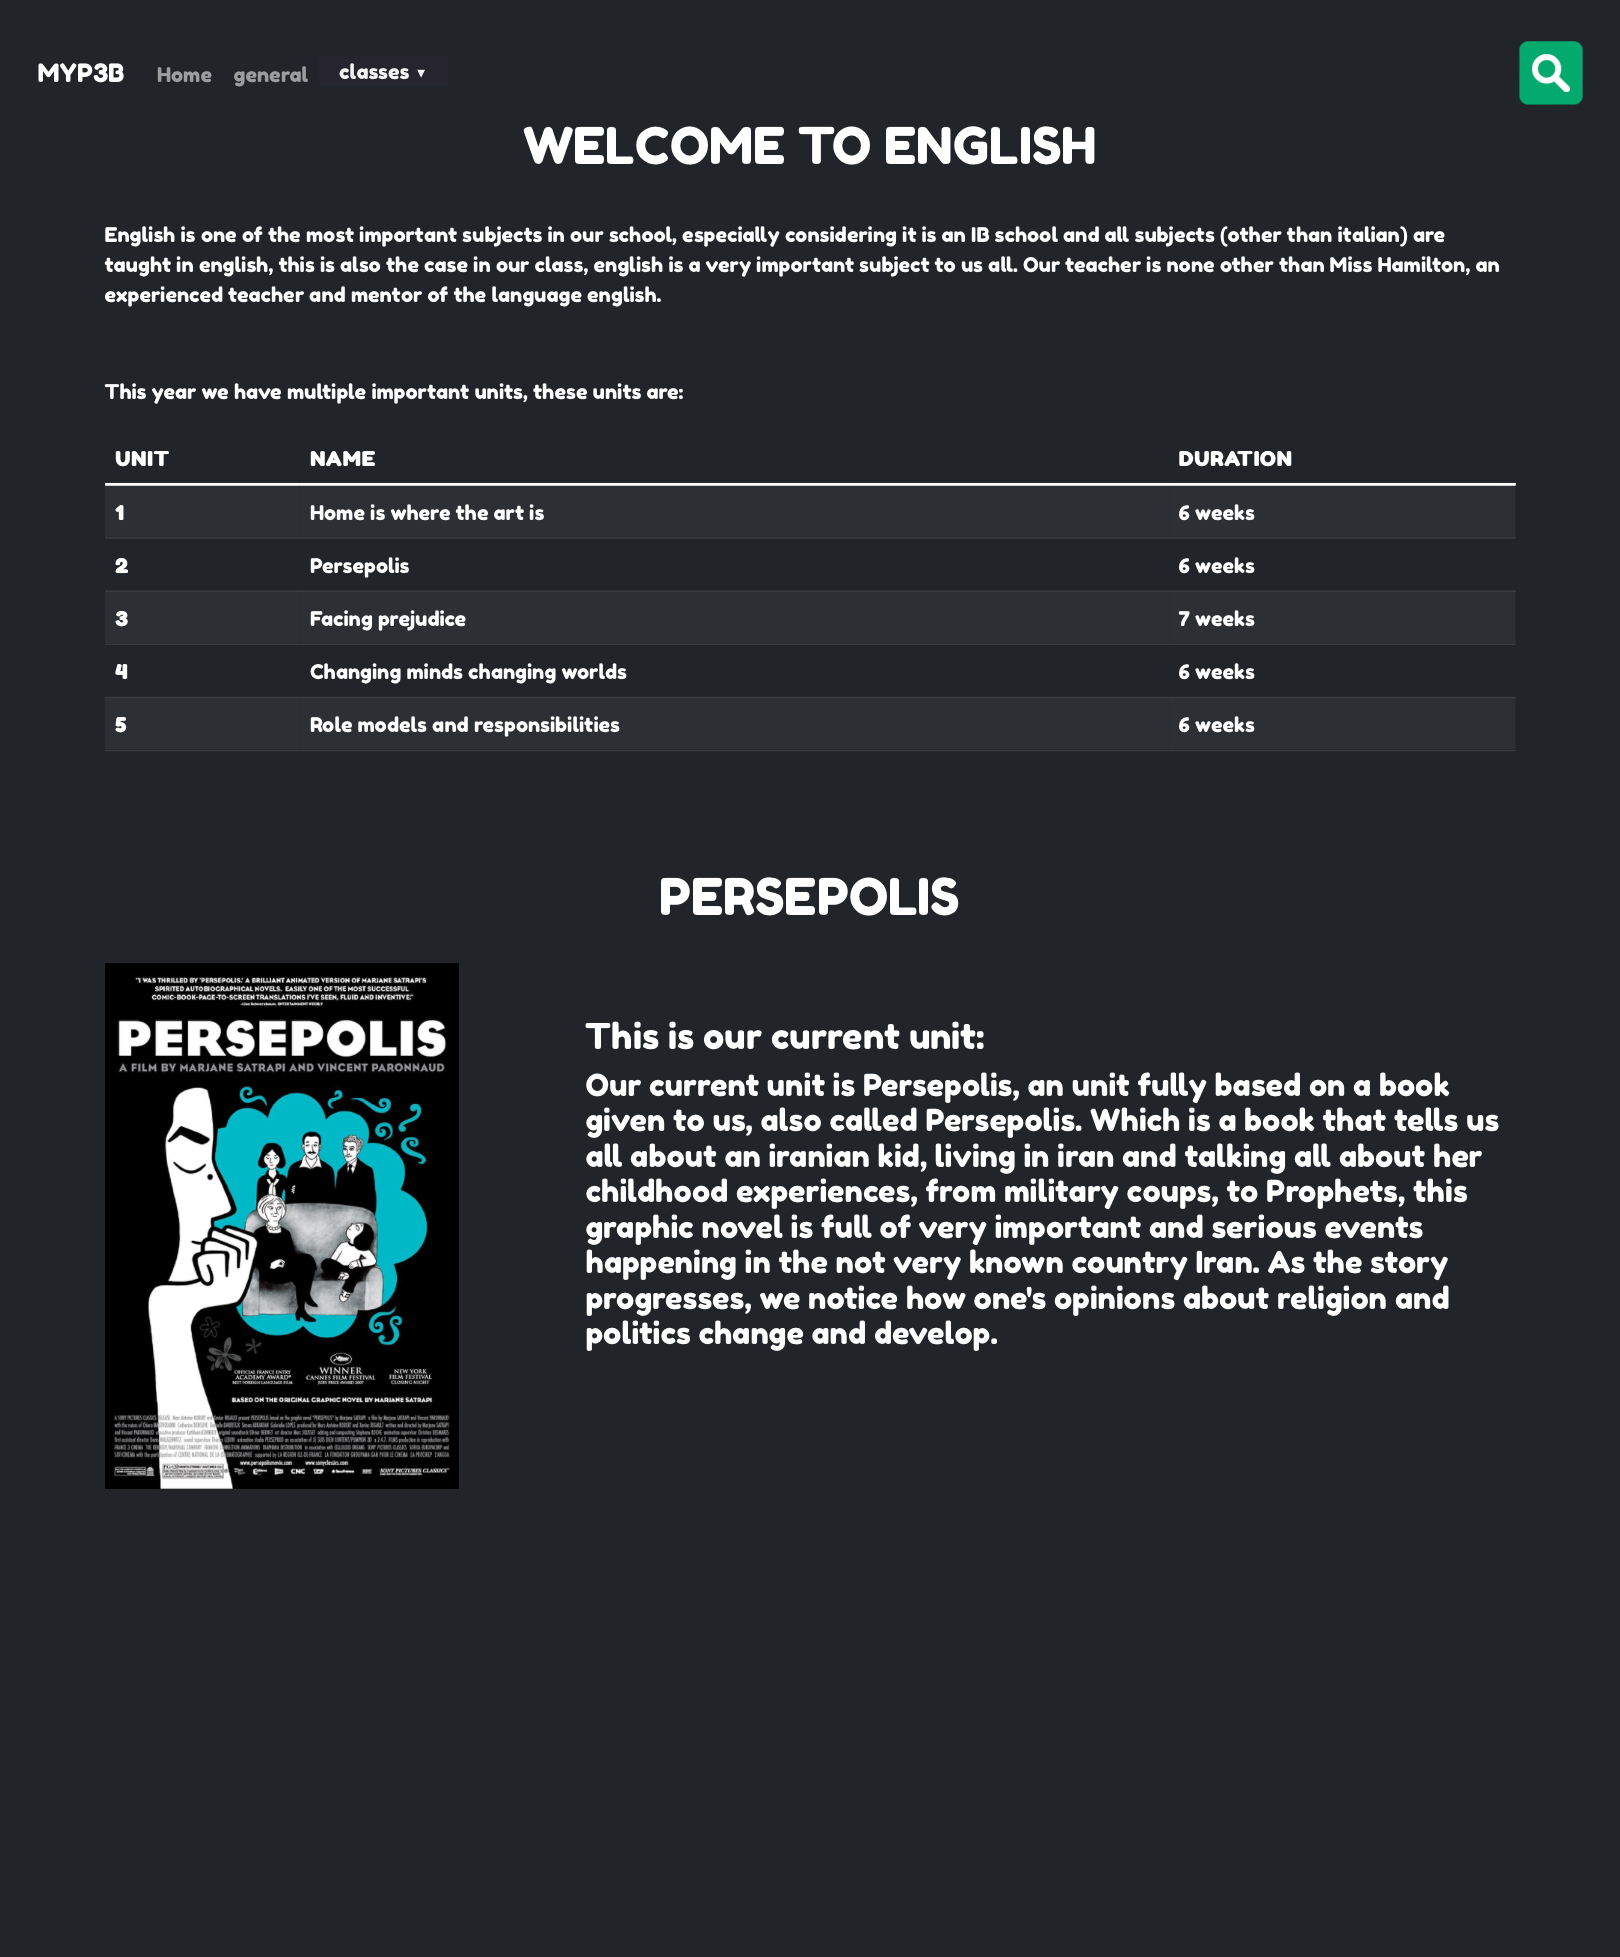 MYP3B Home general classes ▼
WELCOME TO ENGLISH
English is one of the most important subjects in our school, especially considering it is an IB school and all subjects (other than italian) are
taught in english, this is also the case in our class, english is a very important subject to us all. Our teacher is none other than Miss Hamilton, an
experienced teacher and mentor of the language english.
This year we have multiple important units, these units are:
UNIT NAME DURATION
1 Home is where the art is 6 weeks
2 Persepolis 6 weeks
3 Facing prejudice 7 weeks
4 Changing minds changing worlds 6 weeks
5 Role models and responsibilities 6 weeks
PERSEPOLIS
"I WAS THRILLED BY 'PERSEPOLIS.' A BRILLIANT ANIMATED VERSION OF MARJANE SATRAPI'S
SPIRITED AUTOBIOGRAPHICAL NOVELS. EASILY ONE OF THE MOST SUCCESSFUL
COMIC-BOOK-PAGE-TO-SCREEN TRANSLATIONS I'VE SEEN, FLUID AND INVENTIVE."
ENTERTAINMENT WEEKLY
PERSEPOLIS
A FILM BY MARJANE SATRAPI AND VINCENT PARONNAUD
OFFICIAL FRANCE ENTRY
ACADEMY AWARD®
BEST FOREIGN LANGUAGE FILM
WINNER
CANNES FILM FESTIVAL
JURY PRIZE AWARD 2007
NEW YORK
FILM FESTIVAL
CLOSING NIGHT
BASED ON THE ORIGINAL GRAPHIC NOVEL BY MARJANE SATRAPI
www.persepolismovie.com www.sonyclassics.com
CNC
SONY PICTURES CLASSICS
This is our current unit:
Our current unit is Persepolis, an unit fully based on a book
given to us, also called Persepolis. Which is a book that tells us
all about an iranian kid, living in iran and talking all about her
childhood experiences, from military coups, to Prophets, this
graphic novel is full of very important and serious events
happening in the not very known country Iran. As the story
progresses, we notice how one's opinions about religion and
politics change and develop.